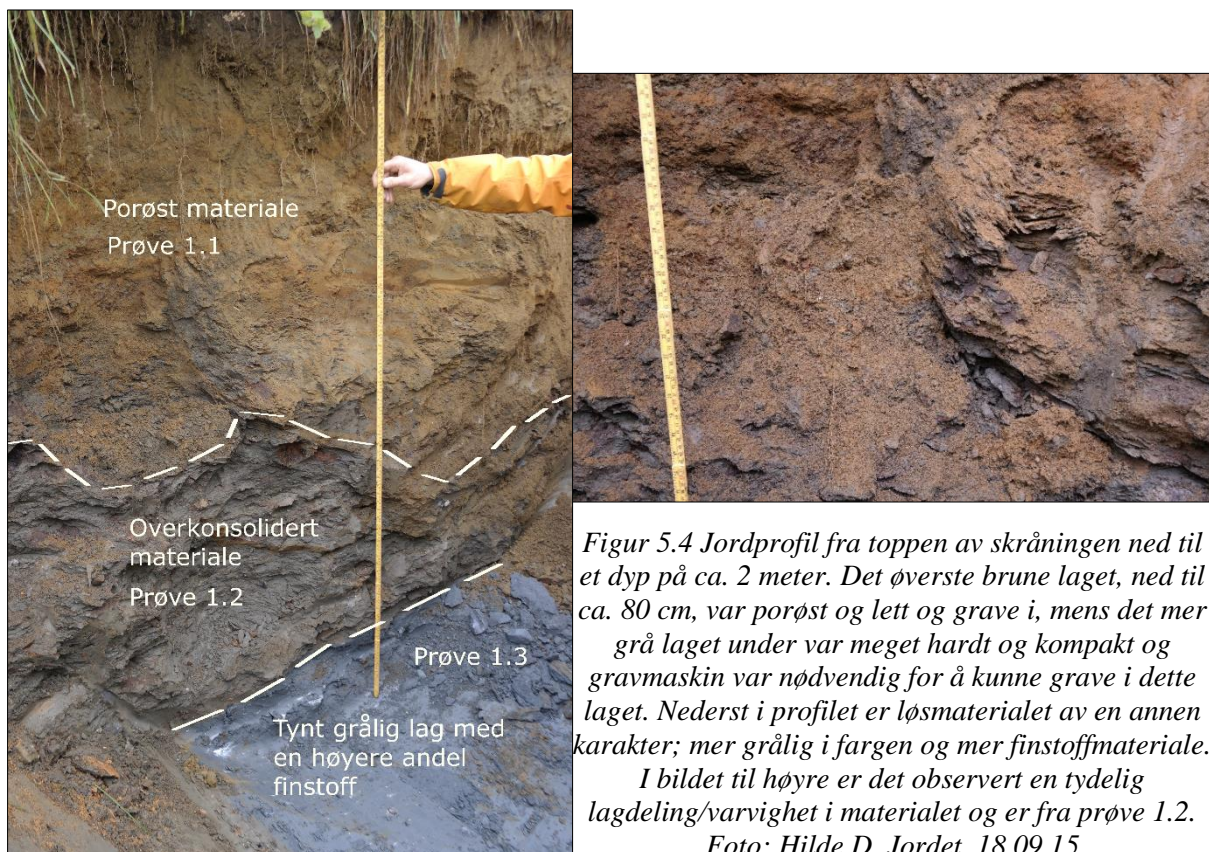 Porøst materiale
Prøve 1.1
Overkonsolidert
materiale
Prøve 1.2
Prøve 1.3
Tynt grålig lag med
en høyere andel
finstoff
Figur 5.4 Jordprofil fra toppen av skråningen ned til
et dyp på ca. 2 meter. Det øverste brune laget, ned til
ca. 80 cm, var porøst og lett og grave i, mens det mer
grå laget under var meget hardt og kompakt og
gravmaskin var nødvendig for å kunne grave i dette
laget. Nederst i profilet er løsmaterialet av en annen
karakter; mer grålig i fargen og mer finstoffmateriale.
I bildet til høyre er det observert en tydelig
lagdeling/varvighet i materialet og er fra prøve 1.2.
Foto: Hilde D. Jordet, 18.09.15